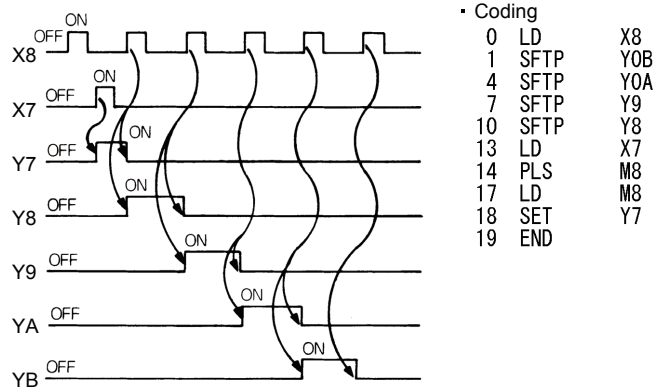 ON
OFF
X8
ON
OFF
X7
ON
OFF
Y7
ON
OFF
Y8
ON
OFF
Y9
ON
OFF
YA
ON
OFF
YB
▪ Coding
0 LD X8
1 SFTP Y0B
4 SFTP Y0A
7 SFTP Y9
10 SFTP Y8
13 LD X7
14 PLS M8
17 LD M8
18 SET Y7
19 END